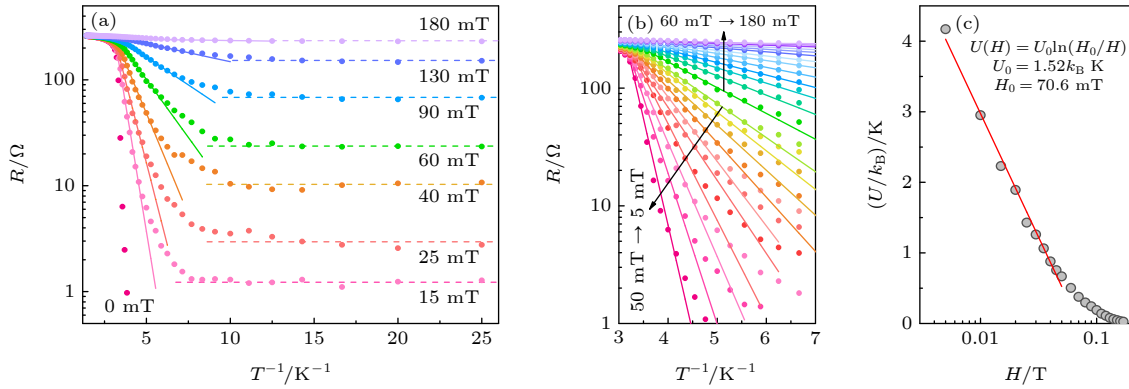 (a)
180 mT
130 mT
90 mT
60 mT
40 mT
25 mT
15 mT
0 mT
100
10
1
R/Ω
5
10
15
20
25
T⁻¹/K⁻¹
(b)
60 mT → 180 mT
50 mT → 5 mT
100
10
1
R/Ω
3
4
5
6
7
T⁻¹/K⁻¹
(c)
U(H) = U₀ln(H₀/H)
U₀ = 1.52k_B K
H₀ = 70.6 mT
4
3
2
1
0
(U/k_B)/K
0.01
0.1
H/T